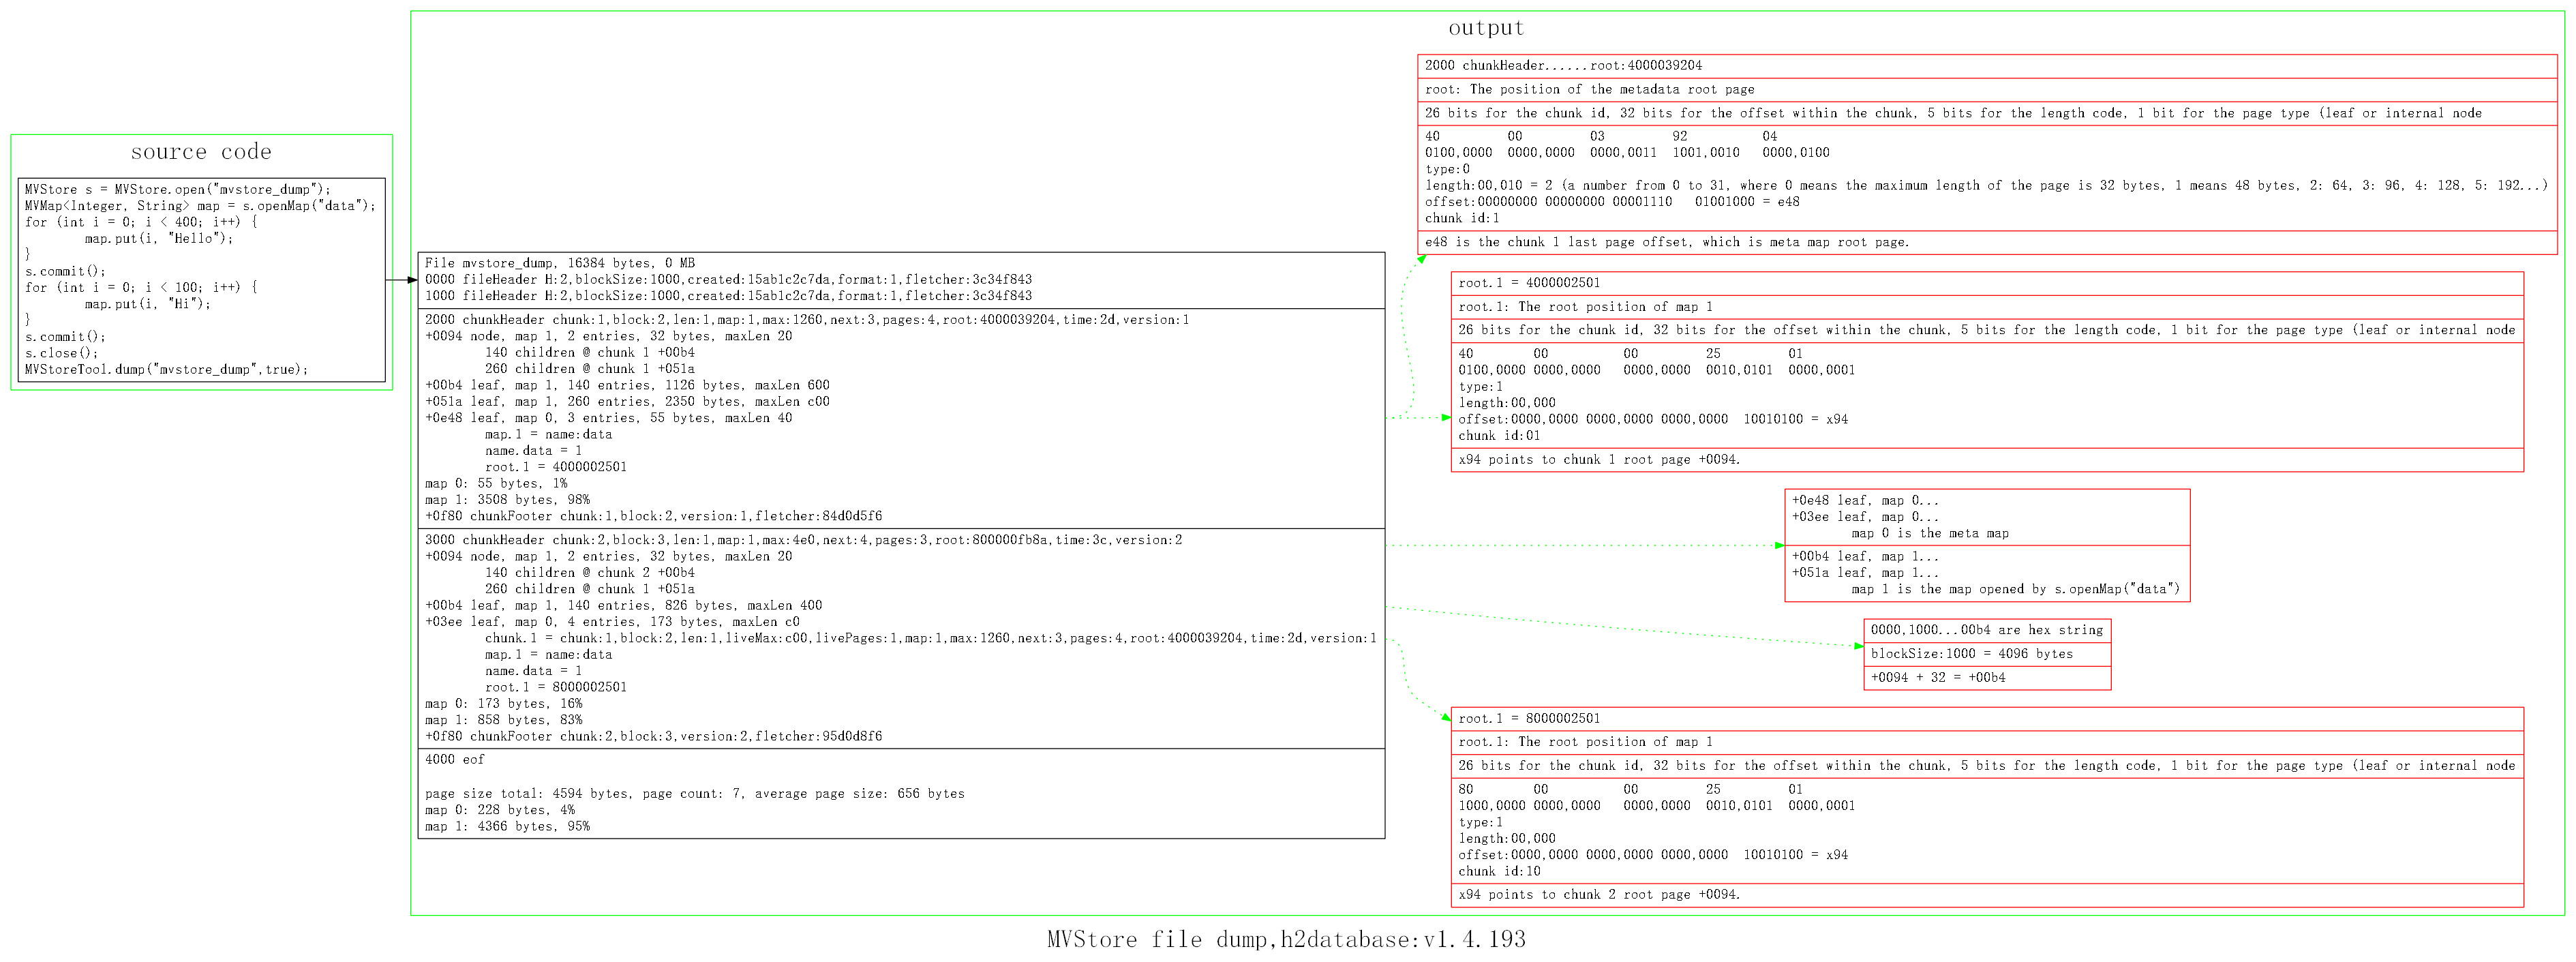 source code
MVStore s = MVStore.open("mvstore_dump");
MVMap<Integer, String> map = s.openMap("data");
for (int i = 0; i < 400; i++) {
        map.put(i, "Hello");
}
s.commit();
for (int i = 0; i < 100; i++) {
        map.put(i, "Hi");
}
s.commit();
s.close();
MVStoreTool.dump("mvstore_dump",true);
output
File mvstore_dump, 16384 bytes, 0 MB
0000 fileHeader H:2,blockSize:1000,created:15ab1c2c7da,format:1,fletcher:3c34f843
1000 fileHeader H:2,blockSize:1000,created:15ab1c2c7da,format:1,fletcher:3c34f843
2000 chunkHeader chunk:1,block:2,len:1,map:1,max:1260,next:3,pages:4,root:4000039204,time:2d,version:1
+0094 node, map 1, 2 entries, 32 bytes, maxLen 20
        140 children @ chunk 1 +00b4
        260 children @ chunk 1 +051a
+00b4 leaf, map 1, 140 entries, 1126 bytes, maxLen 600
+051a leaf, map 1, 260 entries, 2350 bytes, maxLen c00
+0e48 leaf, map 0, 3 entries, 55 bytes, maxLen 40
        map.1 = name:data
        name.data = 1
        root.1 = 4000002501
map 0: 55 bytes, 1%
map 1: 3508 bytes, 98%
+0f80 chunkFooter chunk:1,block:2,version:1,fletcher:84d0d5f6
3000 chunkHeader chunk:2,block:3,len:1,map:1,max:4e0,next:4,pages:3,root:800000fb8a,time:3c,version:2
+0094 node, map 1, 2 entries, 32 bytes, maxLen 20
        140 children @ chunk 2 +00b4
        260 children @ chunk 1 +051a
+00b4 leaf, map 1, 140 entries, 826 bytes, maxLen 400
+03ee leaf, map 0, 4 entries, 173 bytes, maxLen c0
        chunk.1 = chunk:1,block:2,len:1,liveMax:c00,livePages:1,map:1,max:1260,next:3,pages:4,root:4000039204,time:2d,version:1
        map.1 = name:data
        name.data = 1
        root.1 = 8000002501
map 0: 173 bytes, 16%
map 1: 858 bytes, 83%
+0f80 chunkFooter chunk:2,block:3,version:2,fletcher:95d0d8f6
4000 eof
page size total: 4594 bytes, page count: 7, average page size: 656 bytes
map 0: 228 bytes, 4%
map 1: 4366 bytes, 95%
2000 chunkHeader......root:4000039204
root: The position of the metadata root page
26 bits for the chunk id, 32 bits for the offset within the chunk, 5 bits for the length code, 1 bit for the page type (leaf or internal node
40         00         03         92         04
0100,0000  0000,0000  0000,0011  1001,0010   0000,0100
type:0
length:00,010 = 2 (a number from 0 to 31, where 0 means the maximum length of the page is 32 bytes, 1 means 48 bytes, 2: 64, 3: 96, 4: 128, 5: 192...)
offset:00000000 00000000 00001110   01001000 = e48
chunk id:1
e48 is the chunk 1 last page offset, which is meta map root page.
root.1 = 4000002501
root.1: The root position of map 1
26 bits for the chunk id, 32 bits for the offset within the chunk, 5 bits for the length code, 1 bit for the page type (leaf or internal node
40        00          00         25         01
0100,0000 0000,0000   0000,0000  0010,0101  0000,0001
type:1
length:00,000
offset:0000,0000 0000,0000 0000,0000  10010100 = x94
chunk id:01
x94 points to chunk 1 root page +0094.
+0e48 leaf, map 0...
+03ee leaf, map 0...
        map 0 is the meta map
+00b4 leaf, map 1...
+051a leaf, map 1...
        map 1 is the map opened by s.openMap("data")
0000,1000...00b4 are hex string
blockSize:1000 = 4096 bytes
+0094 + 32 = +00b4
root.1 = 8000002501
root.1: The root position of map 1
26 bits for the chunk id, 32 bits for the offset within the chunk, 5 bits for the length code, 1 bit for the page type (leaf or internal node
80        00          00         25         01
1000,0000 0000,0000   0000,0000  0010,0101  0000,0001
type:1
length:00,000
offset:0000,0000 0000,0000 0000,0000  10010100 = x94
chunk id:10
x94 points to chunk 2 root page +0094.
MVStore file dump,h2database:v1.4.193